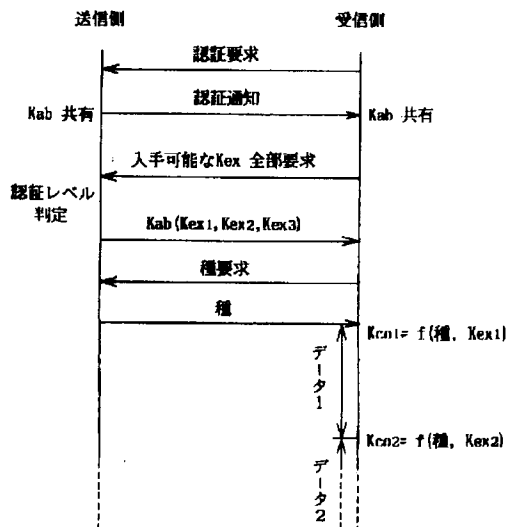 送信側
受信側
認証要求
認証通知
Kab 共有
Kab 共有
入手可能なKex 全部要求
認証レベル
判定
Kab(Kex1,Kex2,Kex3)
種要求
種
Kco1= f(種, Kex1)
データ1
Kco2= f(種, Kex2)
データ2